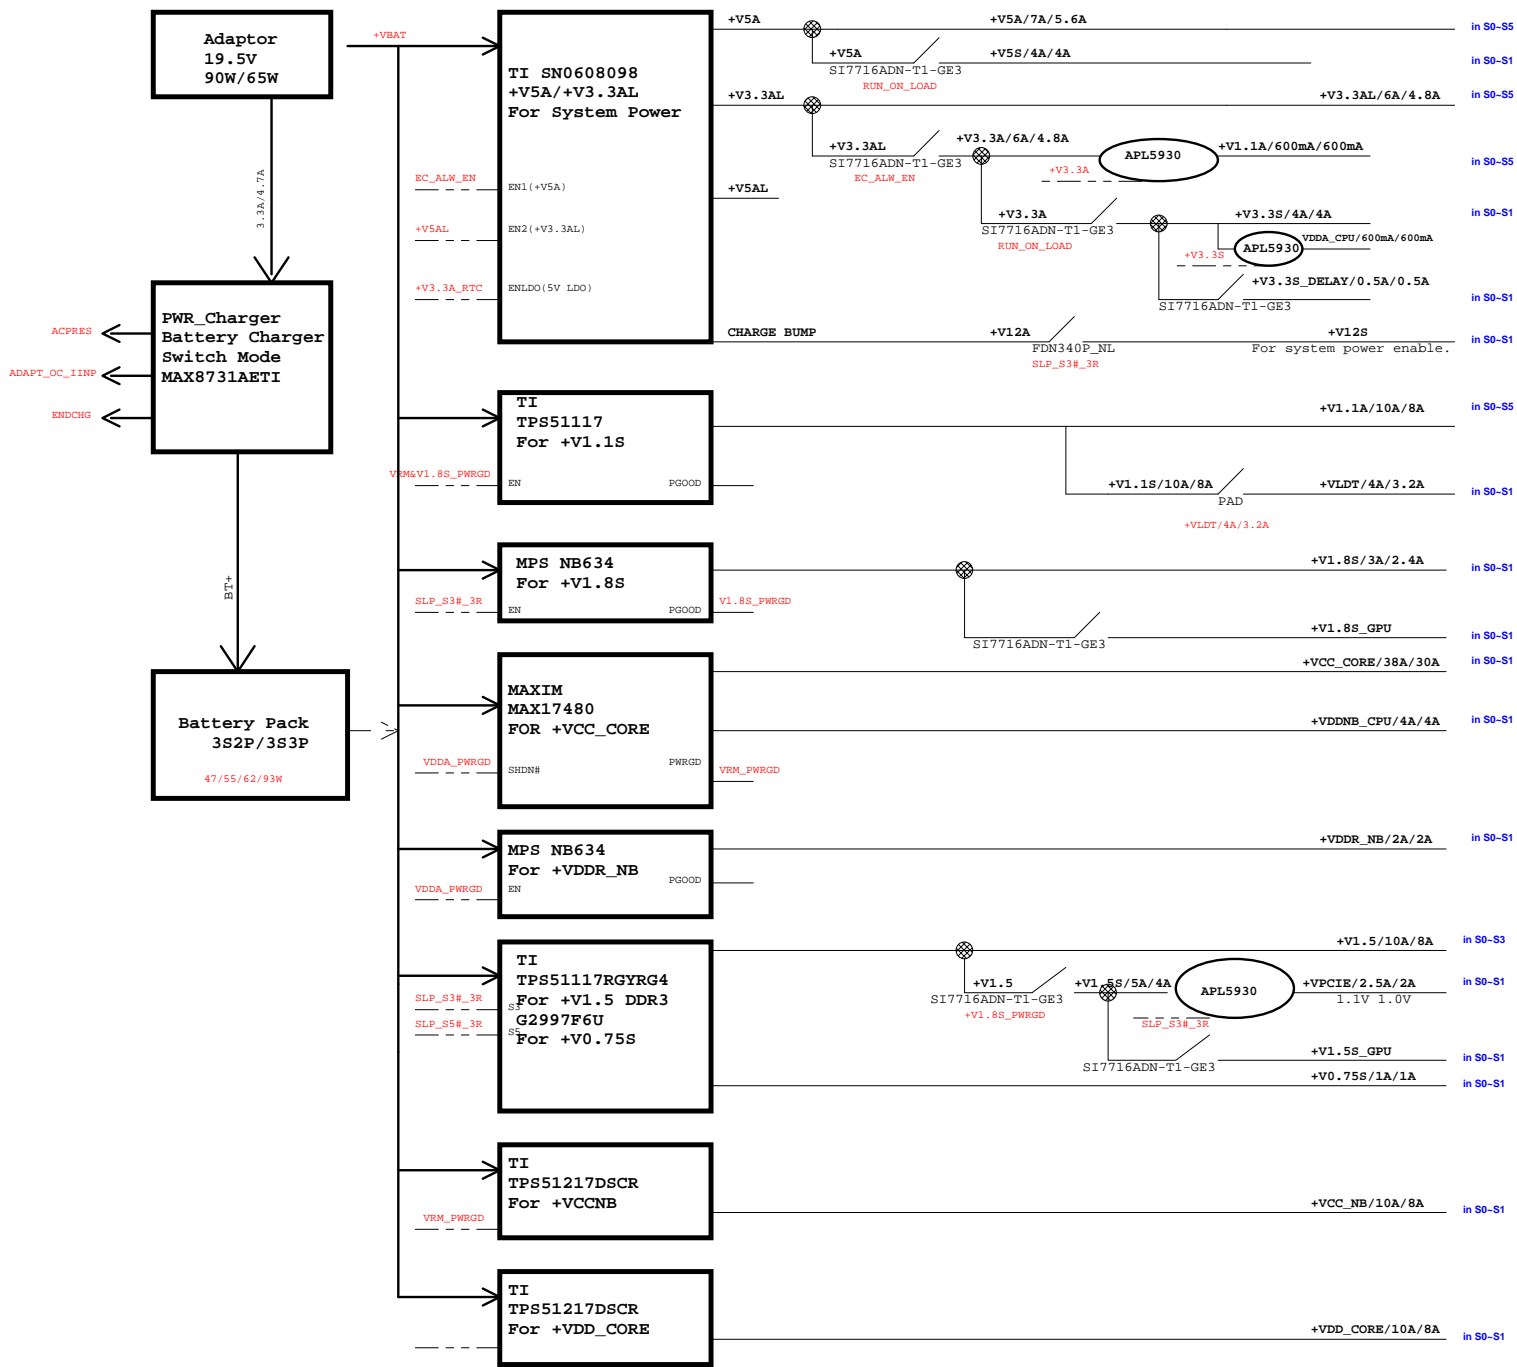 Adaptor
19.5V
90W/65W
3.3A/4.7A
PWR_Charger
Battery Charger
Switch Mode
MAX8731AETI
ACPRES
ADAPT_OC_IINP
ENDCHG
BT+
Battery Pack
3S2P/3S3P
47/55/62/93W
+VBAT
TI SN0608098
+V5A/+V3.3AL
For System Power
EC_ALW_EN
EN1(+V5A)
+V5AL
EN2(+V3.3AL)
+V3.3A_RTC
ENLDO(5V LDO)
+V5A
+V5A/7A/5.6A
in S0~S5
+V5A
+V5S/4A/4A
in S0~S1
SI7716ADN-T1-GE3
RUN_ON_LOAD
+V3.3AL
+V3.3AL/6A/4.8A
in S0~S5
+V3.3AL
+V3.3A/6A/4.8A
APL5930
+V1.1A/600mA/600mA
in S0~S5
SI7716ADN-T1-GE3
EC_ALW_EN
+V3.3A
+V5AL
+V3.3A
+V3.3S/4A/4A
in S0~S1
SI7716ADN-T1-GE3
RUN_ON_LOAD
APL5930
VDDA_CPU/600mA/600mA
+V3.3S
+V3.3S_DELAY/0.5A/0.5A
in S0~S1
SI7716ADN-T1-GE3
CHARGE BUMP
+V12A
+V12S
in S0~S1
FDN340P_NL
For system power enable.
SLP_S3#_3R
TI
TPS51117
For +V1.1S
VRM&V1.8S_PWRGD
EN
PGOOD
+V1.1A/10A/8A
in S0~S5
+V1.1S/10A/8A
PAD
+VLDT/4A/3.2A
in S0~S1
+VLDT/4A/3.2A
MPS NB634
For +V1.8S
SLP_S3#_3R
EN
PGOOD
V1.8S_PWRGD
+V1.8S/3A/2.4A
in S0~S1
+V1.8S_GPU
in S0~S1
SI7716ADN-T1-GE3
MAXIM
MAX17480
FOR +VCC_CORE
VDDA_PWRGD
SHDN#
PWRGD
VRM_PWRGD
+VCC_CORE/38A/30A
in S0~S1
+VDDNB_CPU/4A/4A
in S0~S1
MPS NB634
For +VDDR_NB
VDDA_PWRGD
EN
PGOOD
+VDDR_NB/2A/2A
in S0~S1
TI
TPS51117RGYRG4
For +V1.5 DDR3
G2997F6U
For +V0.75S
SLP_S3#_3R
S3
SLP_S5#_3R
S5
+V1.5/10A/8A
in S0~S3
+V1.5
SI7716ADN-T1-GE3
+V1.8S_PWRGD
+V1.5S/5A/4A
APL5930
SLP_S3#_3R
+VPCIE/2.5A/2A
1.1V 1.0V
in S0~S1
SI7716ADN-T1-GE3
+V1.5S_GPU
in S0~S1
+V0.75S/1A/1A
in S0~S1
TI
TPS51217DSCR
For +VCCNB
VRM_PWRGD
+VCC_NB/10A/8A
in S0~S1
TI
TPS51217DSCR
For +VDD_CORE
+VDD_CORE/10A/8A
in S0~S1